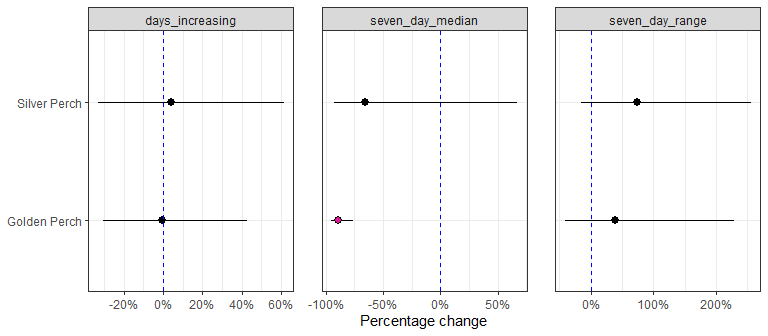 days_increasing
seven_day_median
seven_day_range
Silver Perch
Golden Perch
-20% 0% 20% 40% 60%
-100% -50% 0% 50%
0% 100% 200%
Percentage change